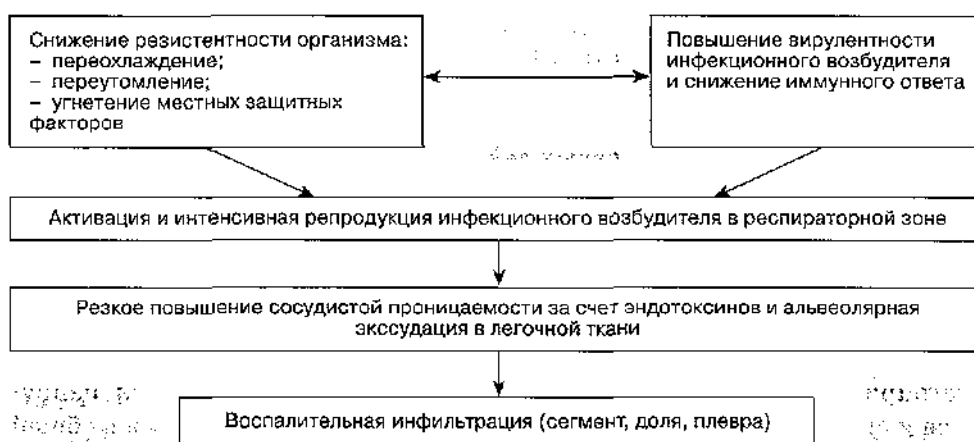 Снижение резистентности организма:
– переохлаждение;
– переутомление;
– угнетение местных защитных
факторов
Повышение вирулентности
инфекционного возбудителя
и снижение иммунного ответа
Активация и интенсивная репродукция инфекционного возбудителя в респираторной зоне
Резкое повышение сосудистой проницаемости за счет эндотоксинов и альвеолярная
экссудация в легочной ткани
Воспалительная инфильтрация (сегмент, доля, плевра)